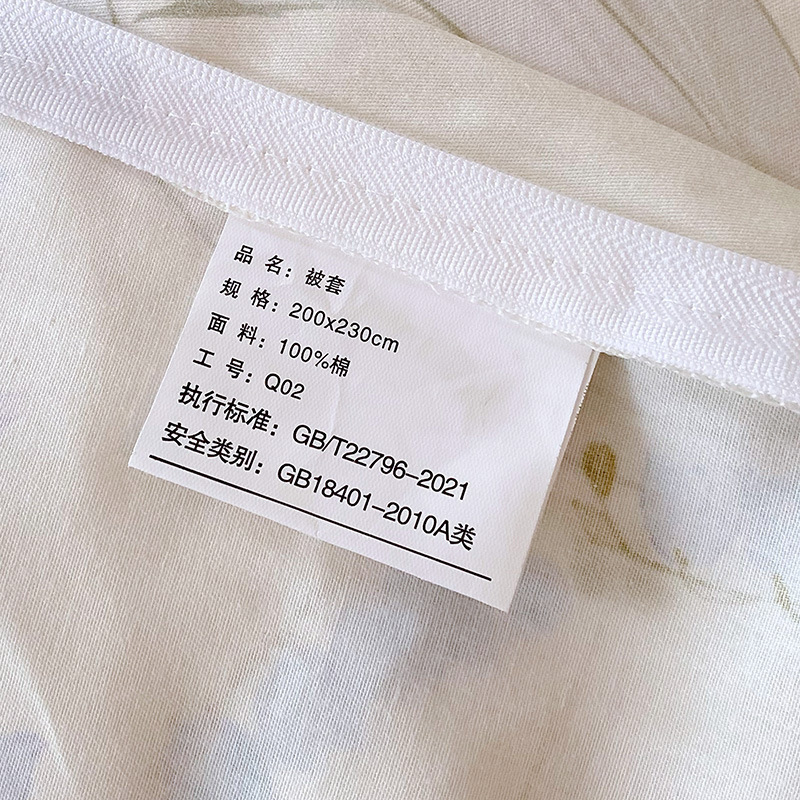 品 名：被套
规 格：200x230cm
面 料：100%棉
工 号：Q02
执行标准：GB/T22796-2021
安全类别：GB18401-2010A类